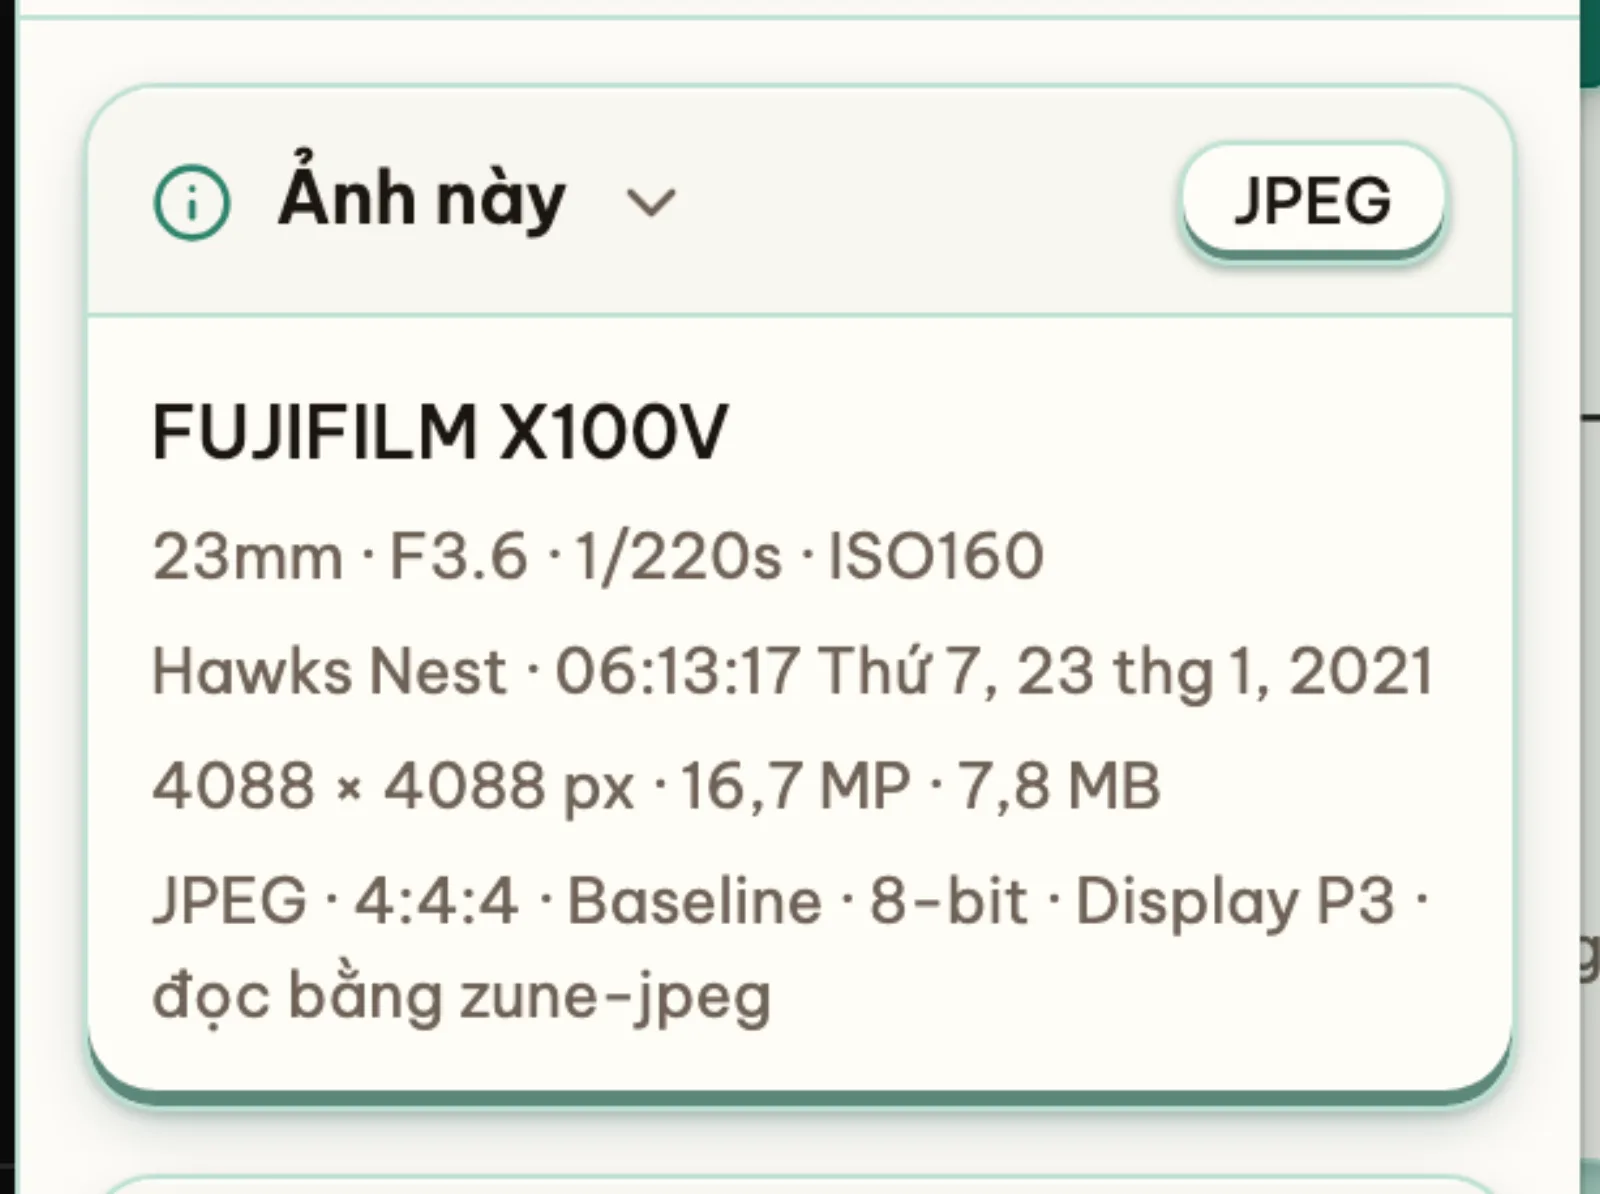 Ảnh này
JPEG
FUJIFILM X100V
23mm · F3.6 · 1/220s · ISO160
Hawks Nest · 06:13:17 Thứ 7, 23 thg 1, 2021
4088 × 4088 px · 16,7 MP · 7,8 MB
JPEG · 4:4:4 · Baseline · 8-bit · Display P3 ·
đọc bằng zune-jpeg